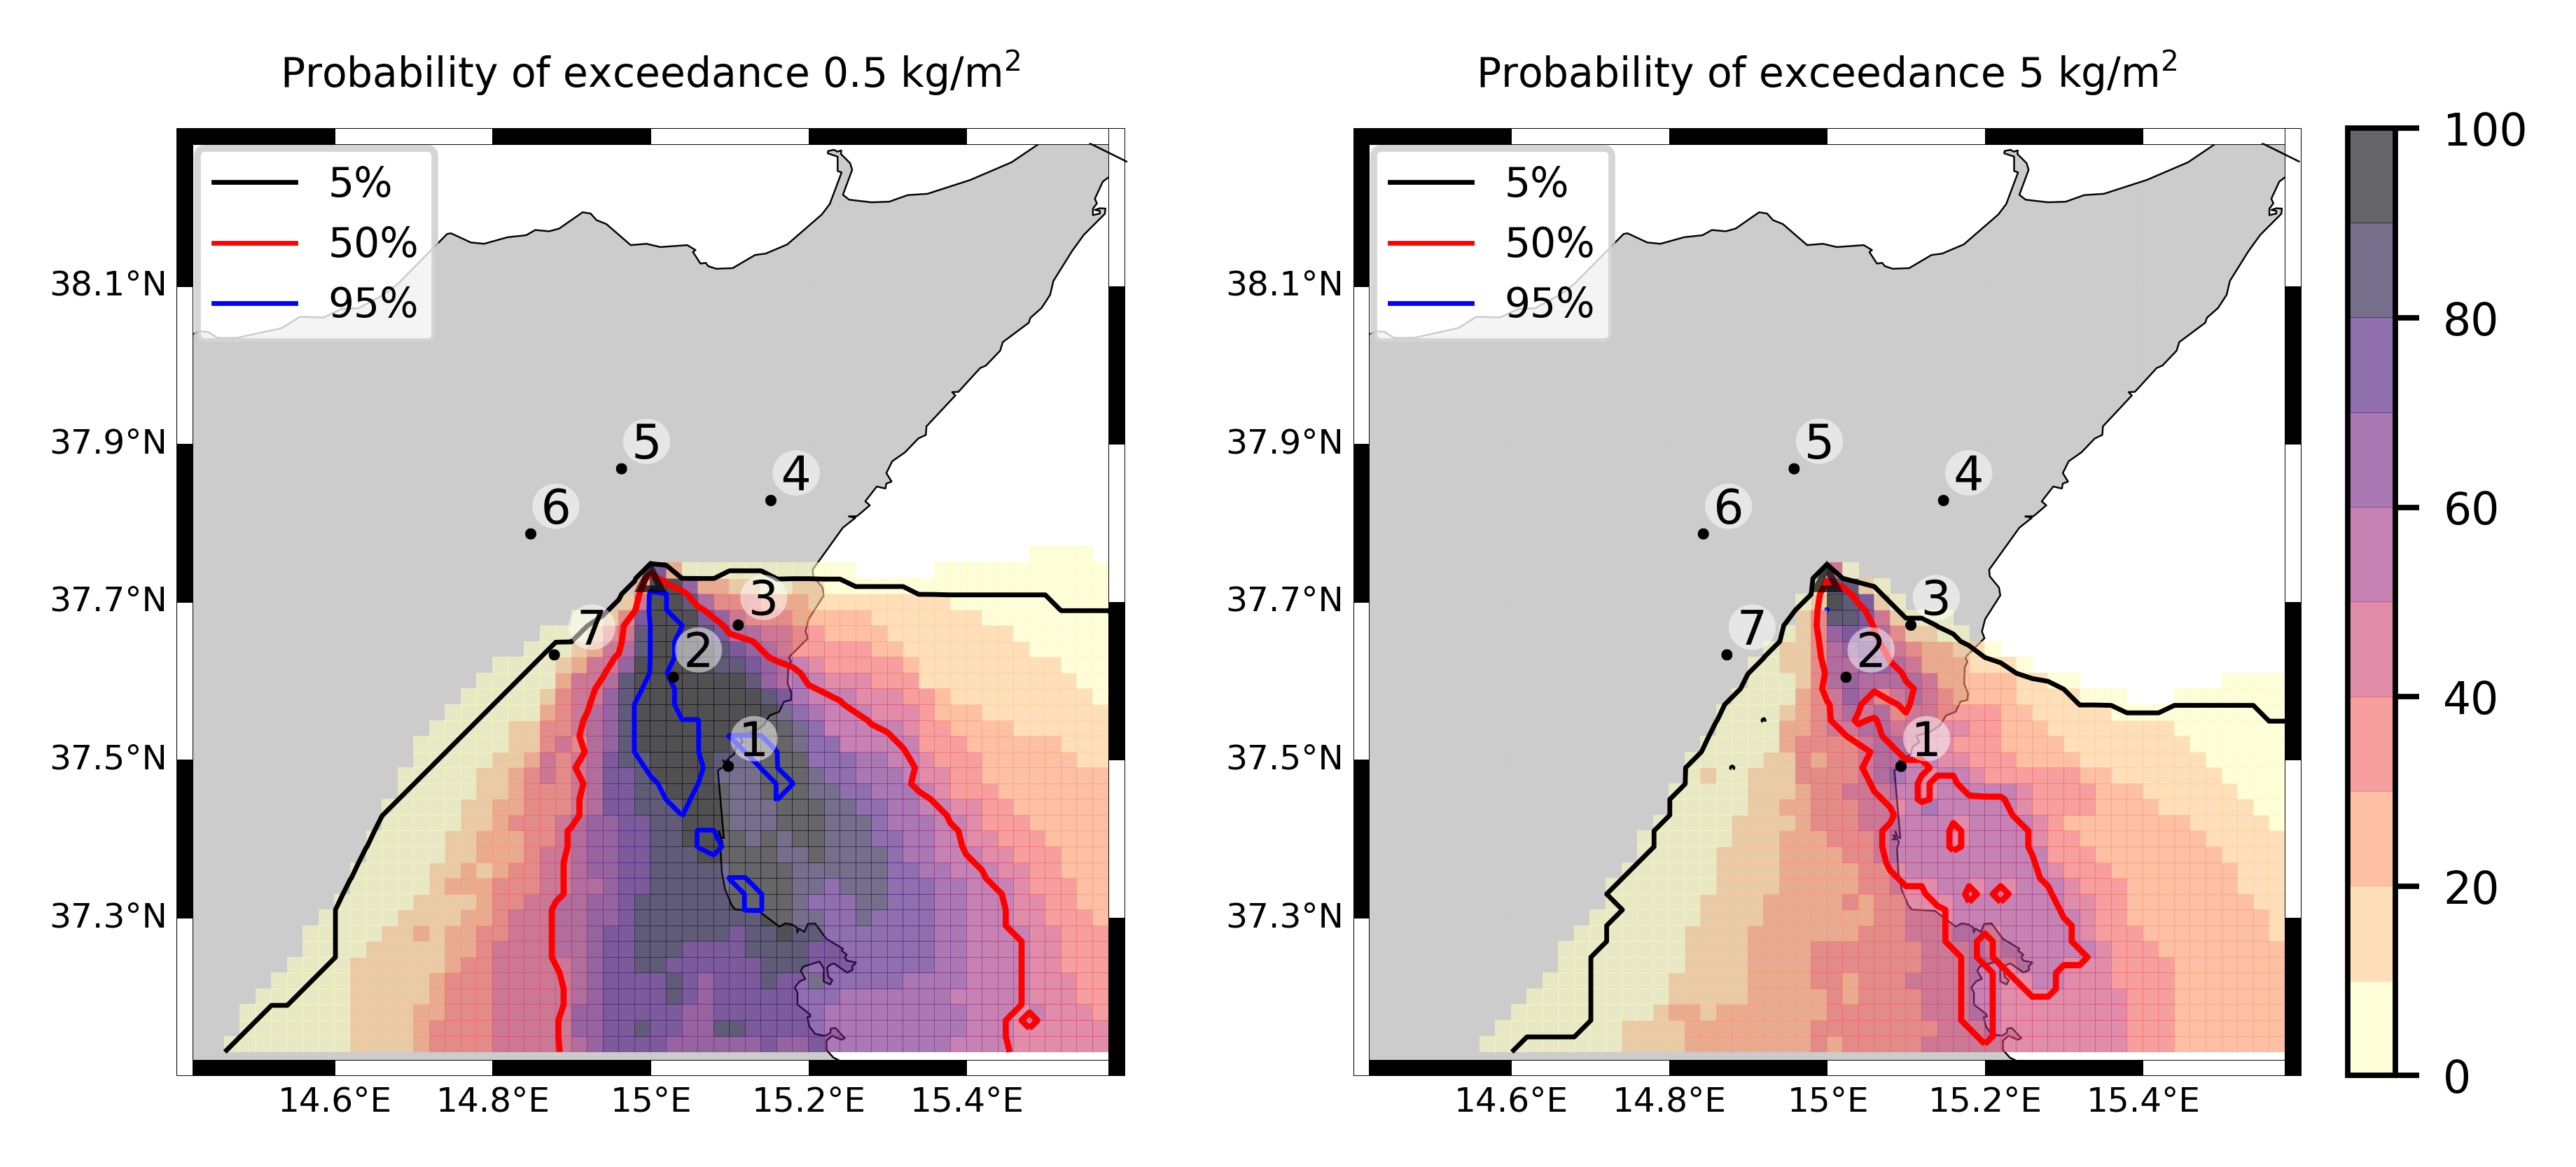 Probability of exceedance 0.5 kg/m²
5%
50%
95%
38.1°N
37.9°N
37.7°N
37.5°N
37.3°N
14.6°E
14.8°E
15°E
15.2°E
15.4°E
5
4
6
3
7
2
1
Probability of exceedance 5 kg/m²
5%
50%
95%
38.1°N
37.9°N
37.7°N
37.5°N
37.3°N
14.6°E
14.8°E
15°E
15.2°E
15.4°E
5
4
6
3
7
2
1
100
80
60
40
20
0